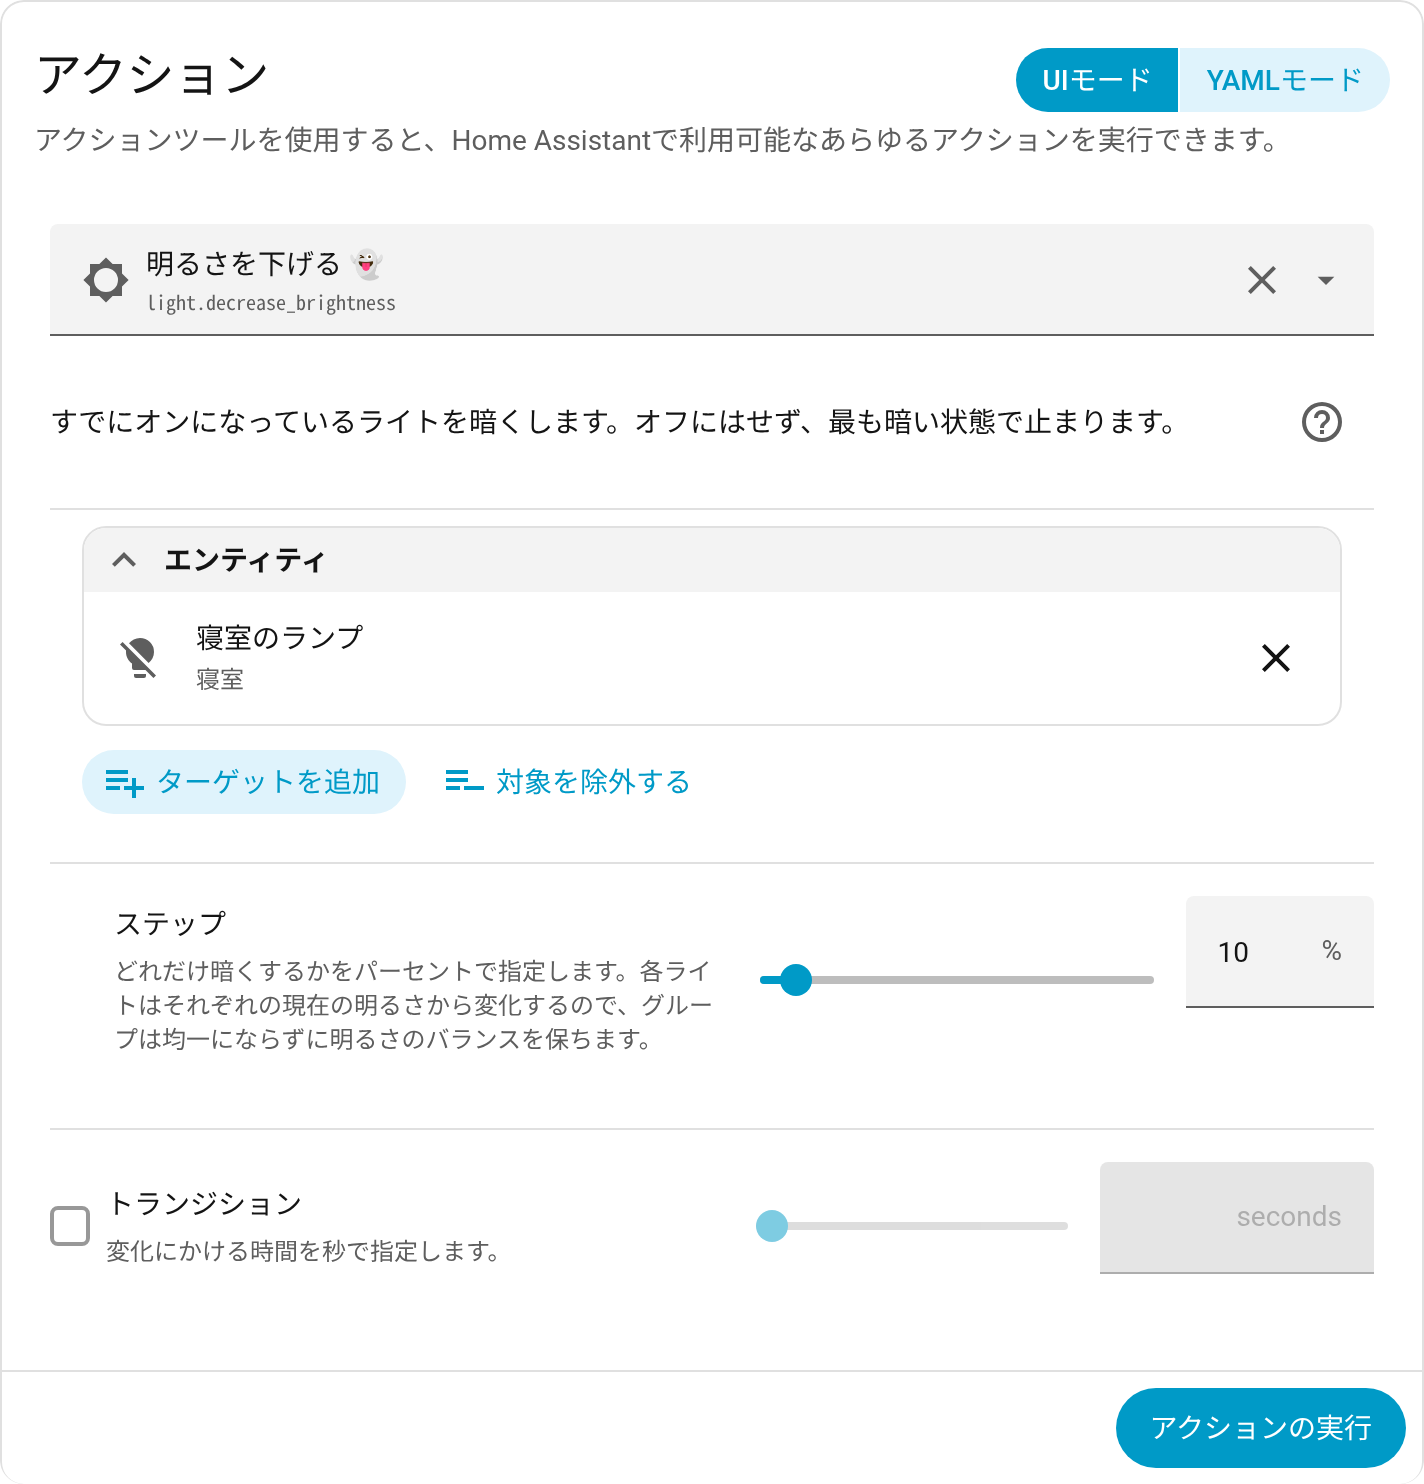 アクション
UIモード
YAMLモード
アクションツールを使用すると、Home Assistantで利用可能なあらゆるアクションを実行できます。
明るさを下げる 👻
light.decrease_brightness
すでにオンになっているライトを暗くします。オフにはせず、最も暗い状態で止まります。
エンティティ
寝室のランプ
寝室
ターゲットを追加
対象を除外する
ステップ
どれだけ暗くするかをパーセントで指定します。各ライ
トはそれぞれの現在の明るさから変化するので、グルー
プは均一にならずに明るさのバランスを保ちます。
10 %
トランジション
変化にかける時間を秒で指定します。
seconds
アクションの実行